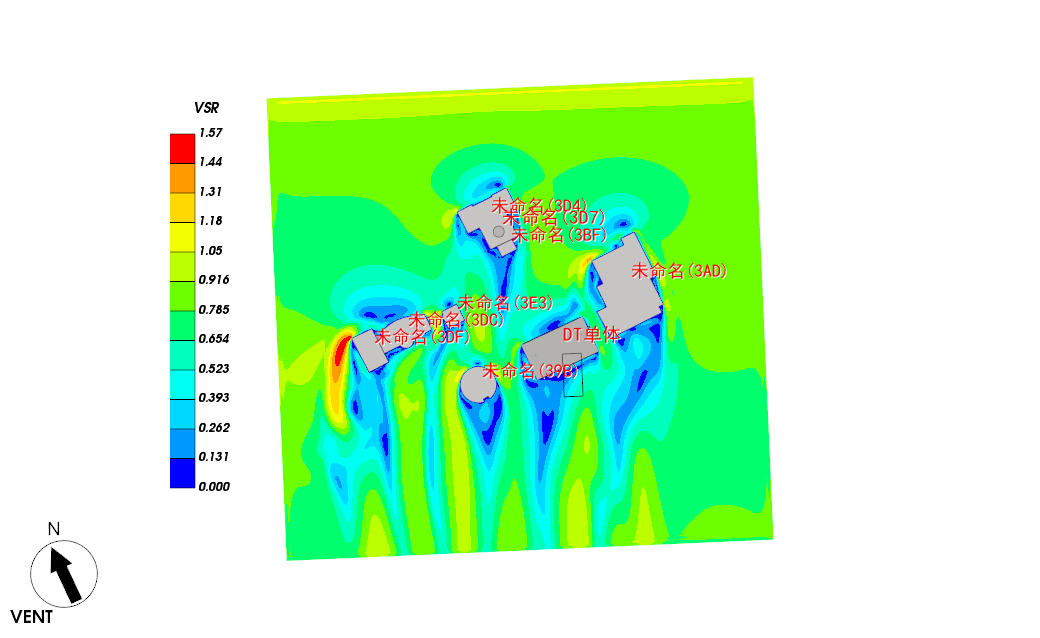 VSR
1.57
1.44
1.31
1.18
1.05
0.916
0.785
0.654
0.523
0.393
0.262
0.131
0.000
未命名(3D4)
未命名(3D7)
未命名(3BF)
未命名(3AD)
未命名(3E3)
未命名(3DC)
未命名(3DF)
DT单体
未命名(39B)
N
VENT